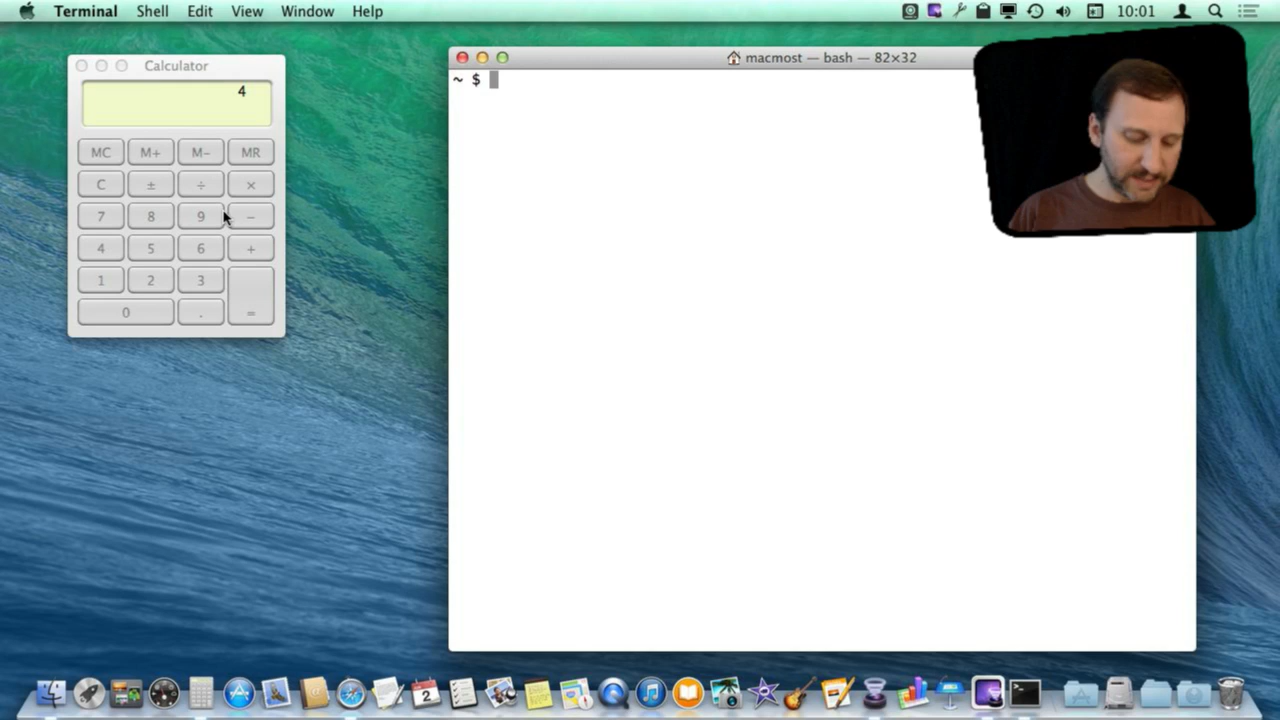 Terminal Shell Edit View Window Help 10:01
Calculator
4
MC M+ M− MR
C ± ÷ ×
7 8 9 −
4 5 6 +
1 2 3
0 . =
macmost — bash — 82×32
~ $
2